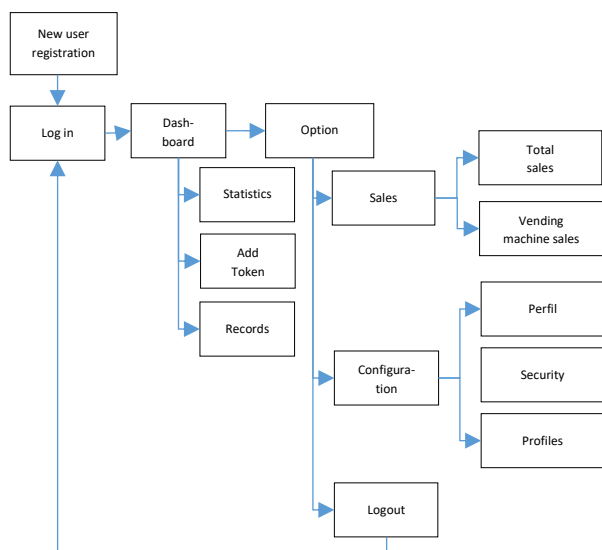 New user
registration
Log in
Dash-
board
Option
Total
sales
Statistics
Sales
Vending
machine sales
Add
Token
Records
Perfil
Configura-
tion
Security
Profiles
Logout